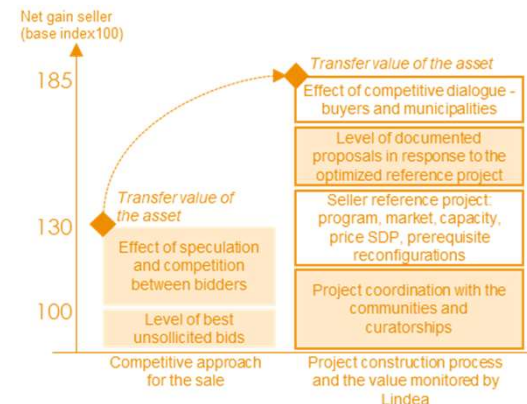 Net gain seller
(base index100)
185
130
100
Transfer value of
the asset
Effect of speculation
and competition
between bidders
Level of best
unsollicited bids
Competitive approach
for the sale
Transfer value of the asset
Effect of competitive dialogue -
buyers and municipalities
Level of documented
proposals in response to the
optimized reference project
Seller reference project:
program, market, capacity,
price SDP, prerequisite
reconfigurations
Project coordination with the
communities and
curatorships
Project construction process
and the value monitored by
Lindea